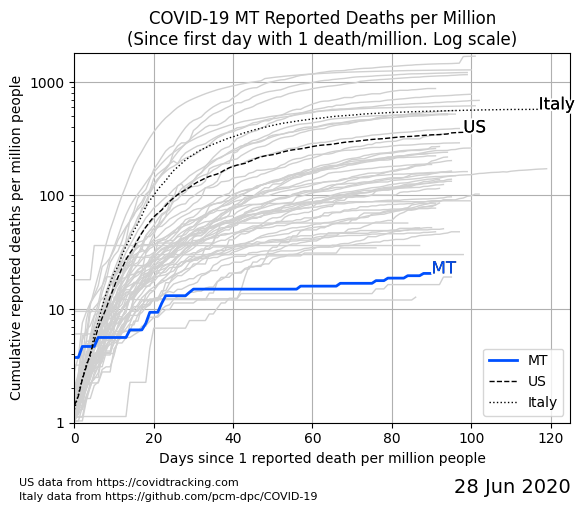 COVID-19 MT Reported Deaths per Million
(Since first day with 1 death/million. Log scale)
Cumulative reported deaths per million people
1000
100
10
1
Italy
US
MT
MT
US
Italy
0 20 40 60 80 100 120
Days since 1 reported death per million people
US data from https://covidtracking.com
Italy data from https://github.com/pcm-dpc/COVID-19
28 Jun 2020